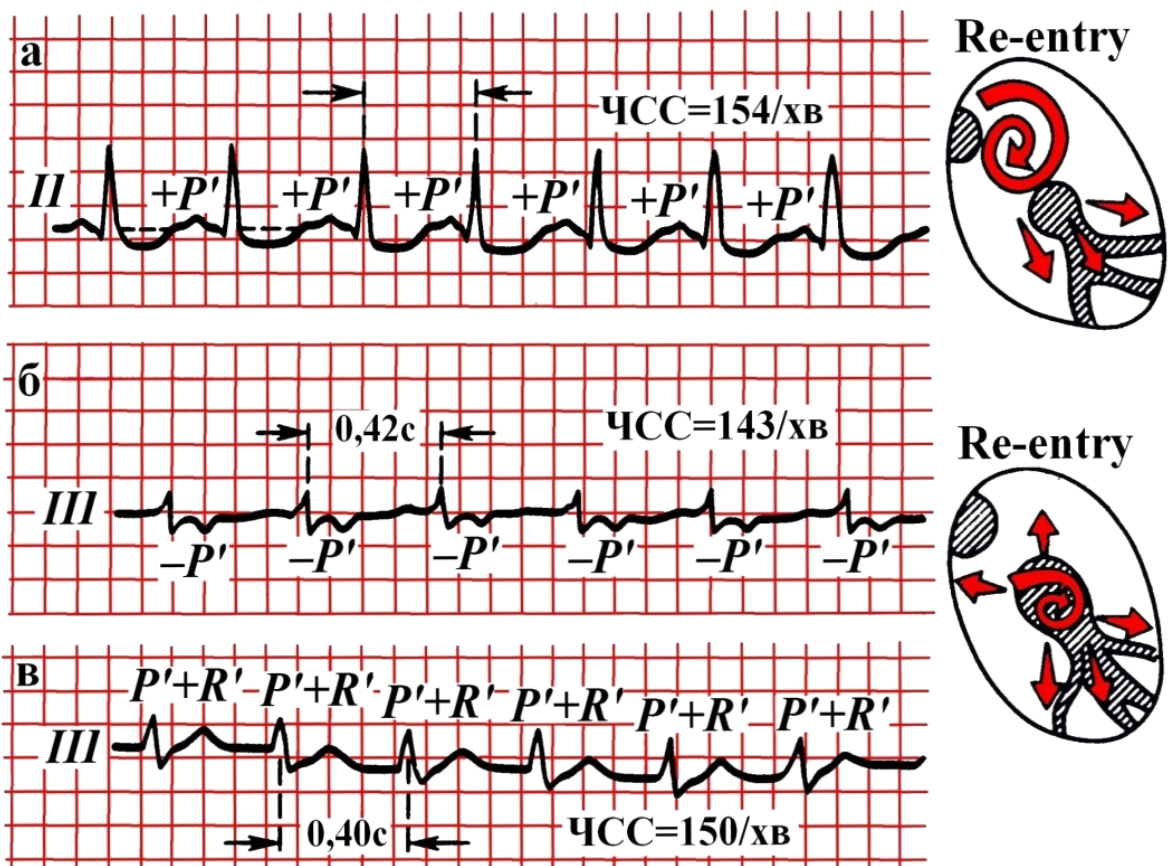 а
Re-entry
ЧСС=154/хв
II +P' +P' +P' +P' +P' +P'
б
0,42с ЧСС=143/хв
Re-entry
III
–P' –P' –P' –P' –P' –P'
в
P'+R' P'+R' P'+R' P'+R' P'+R' P'+R'
III
0,40с ЧСС=150/хв